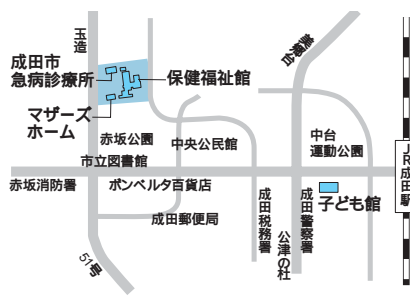 玉造
美郷台
成田市
急病診療所
保健福祉館
マザーズ
ホーム
赤坂公園
中央公民館
中台
運動公園
市立図書館
赤坂消防署
ボンベルタ百貨店
成田郵便局
成田税務署
公津の杜
成田警察署
子ども館
JR成田駅
51号